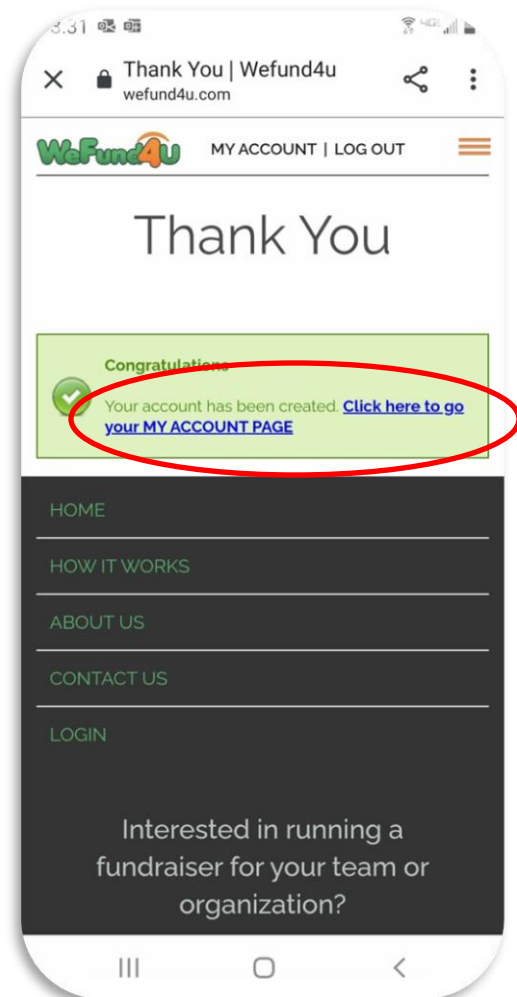 3:31
Thank You | Wefund4u
wefund4u.com
WeFund4U MY ACCOUNT | LOG OUT
Thank You
Congratulations
Your account has been created. Click here to go
your MY ACCOUNT PAGE
HOME
HOW IT WORKS
ABOUT US
CONTACT US
LOGIN
Interested in running a
fundraiser for your team or
organization?